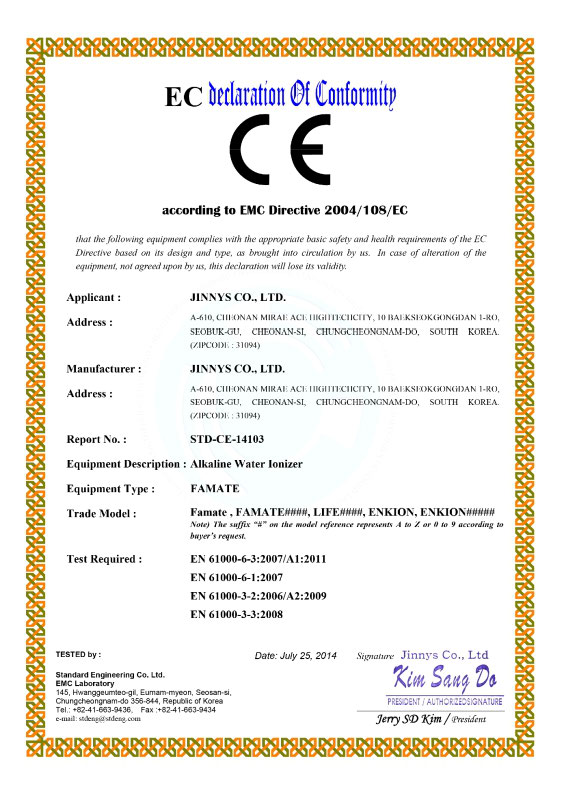 EC declaration Of Conformity
CE
according to EMC Directive 2004/108/EC
that the following equipment complies with the appropriate basic safety and health requirements of the EC
Directive based on its design and type, as brought into circulation by us. In case of alteration of the
equipment, not agreed upon by us, this declaration will lose its validity.
Applicant : JINNYS CO., LTD.
Address : A-610, CHEONAN MIRAE ACE HIGHTECHCITY, 10 BAEKSEOKGONGDAN 1-RO,
SEOBUK-GU, CHEONAN-SI, CHUNGCHEONGNAM-DO, SOUTH KOREA.
(ZIPCODE : 31094)
Manufacturer : JINNYS CO., LTD.
Address : A-610, CHEONAN MIRAE ACE HIGHTECHCITY, 10 BAEKSEOKGONGDAN 1-RO,
SEOBUK-GU, CHEONAN-SI, CHUNGCHEONGNAM-DO, SOUTH KOREA.
(ZIPCODE : 31094)
Report No. : STD-CE-14103
Equipment Description : Alkaline Water Ionizer
Equipment Type : FAMATE
Trade Model : Famate , FAMATE####, LIFE####, ENKION, ENKION#####
Note) The suffix “#” on the model reference represents A to Z or 0 to 9 according to
buyer’s request.
Test Required : EN 61000-6-3:2007/A1:2011
EN 61000-6-1:2007
EN 61000-3-2:2006/A2:2009
EN 61000-3-3:2008
TESTED by : Date: July 25, 2014 Signature Jinnys Co., Ltd
Kim Sang Do
Standard Engineering Co. Ltd.
EMC Laboratory
145, Hwanggeumteo-gil, Eumam-myeon, Seosan-si,
Chungcheongnam-do 356-844, Republic of Korea
Tel.: +82-41-663-9436, Fax :+82-41-663-9434
e-mail: stdeng@stdeng.com
PRESIDENT / AUTHORIZEDSIGNATURE
Jerry SD Kim / President